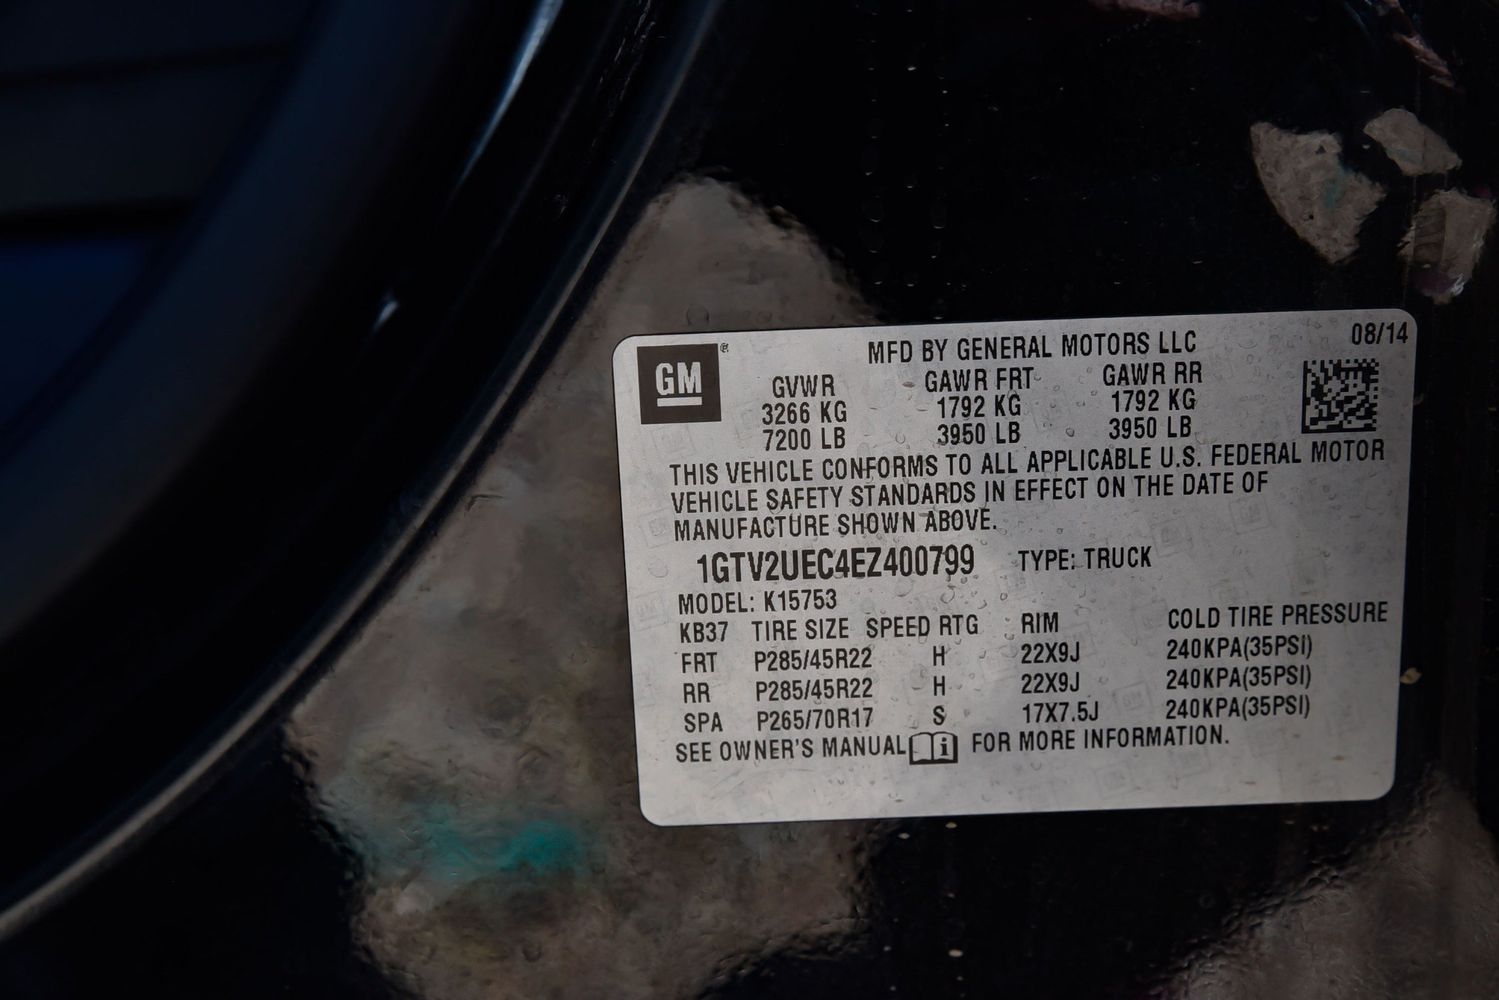 GM
MFD BY GENERAL MOTORS LLC 08/14
GVWR GAWR FRT GAWR RR
3266 KG 1792 KG 1792 KG
7200 LB 3950 LB 3950 LB
THIS VEHICLE CONFORMS TO ALL APPLICABLE U.S. FEDERAL MOTOR
VEHICLE SAFETY STANDARDS IN EFFECT ON THE DATE OF
MANUFACTURE SHOWN ABOVE.
1GTV2UEC4EZ400799 TYPE: TRUCK
MODEL: K15753
KB37 TIRE SIZE SPEED RTG RIM COLD TIRE PRESSURE
FRT P285/45R22 H 22X9J 240KPA(35PSI)
RR P285/45R22 H 22X9J 240KPA(35PSI)
SPA P265/70R17 S 17X7.5J 240KPA(35PSI)
SEE OWNER'S MANUAL i FOR MORE INFORMATION.